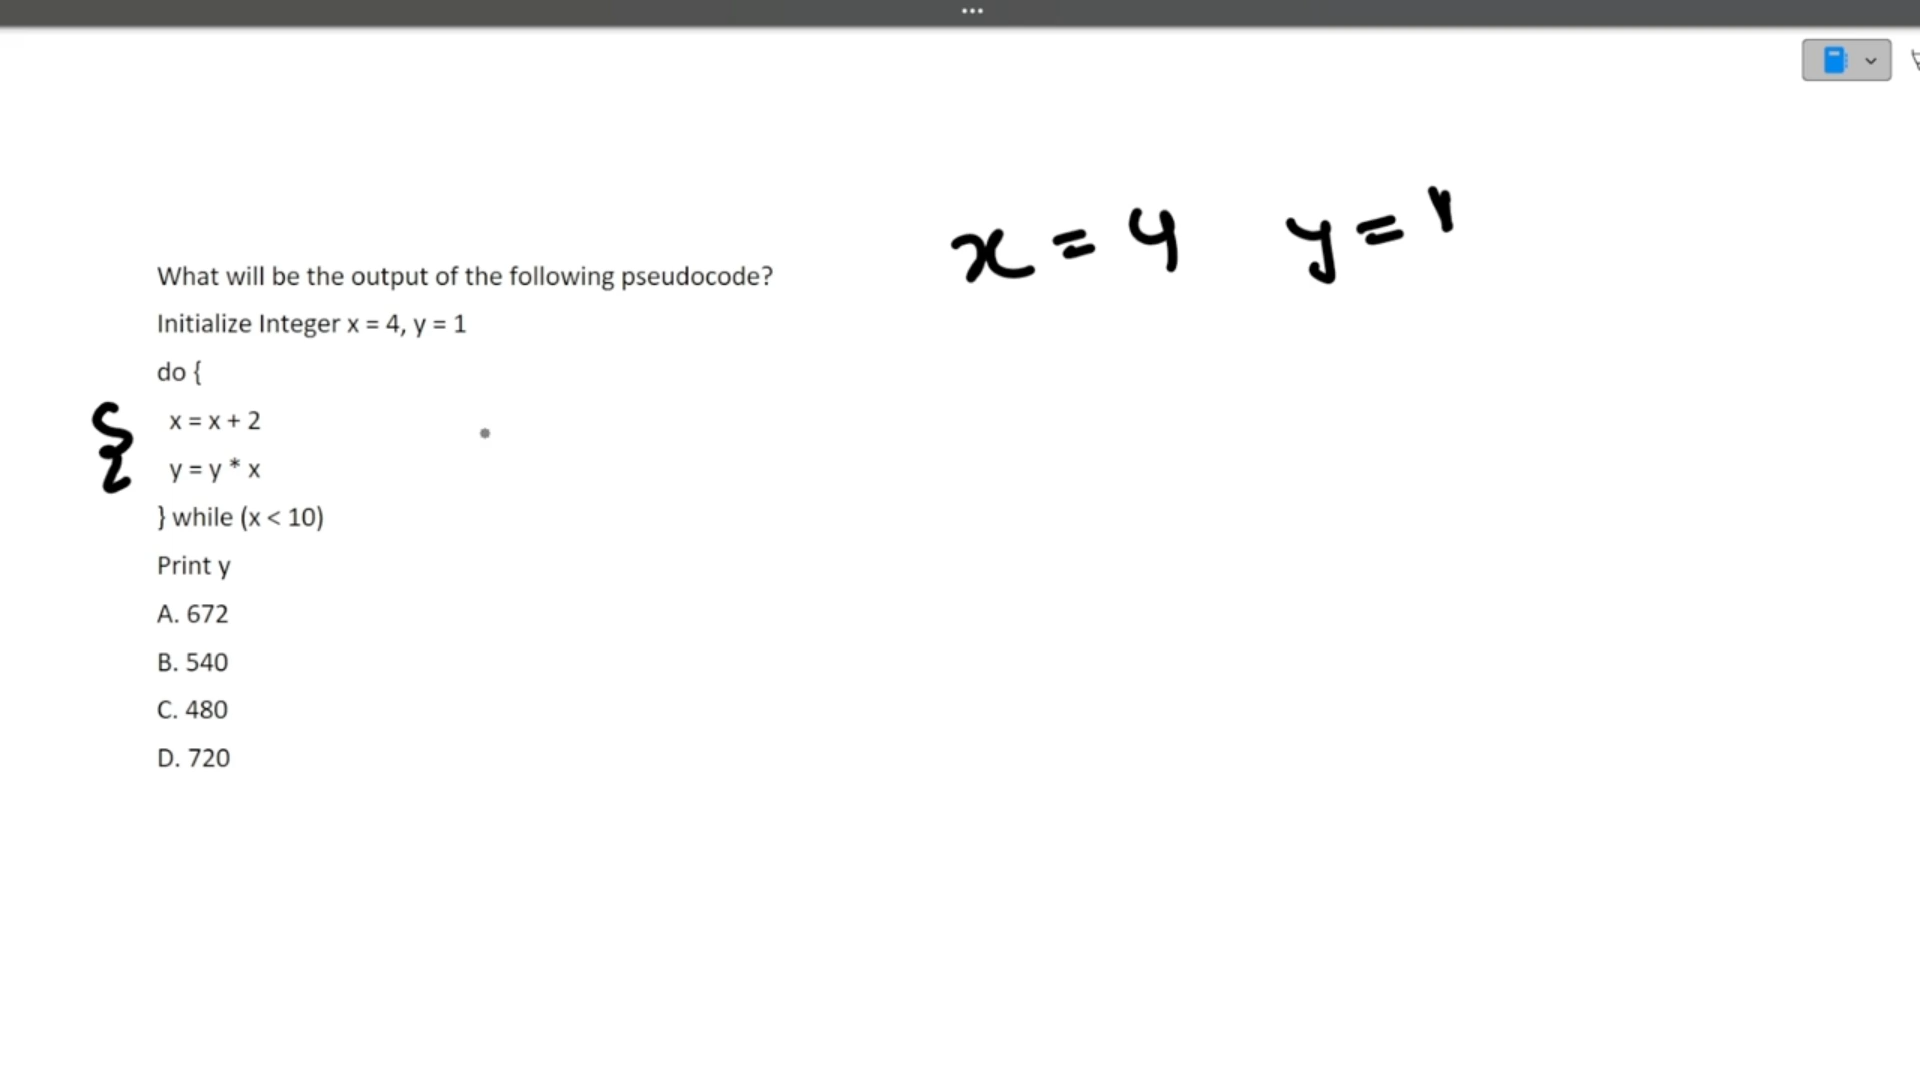 x = 4 y = 1
What will be the output of the following pseudocode?
Initialize Integer x = 4, y = 1
do {
x = x + 2
y = y * x
} while (x < 10)
Print y
A. 672
B. 540
C. 480
D. 720